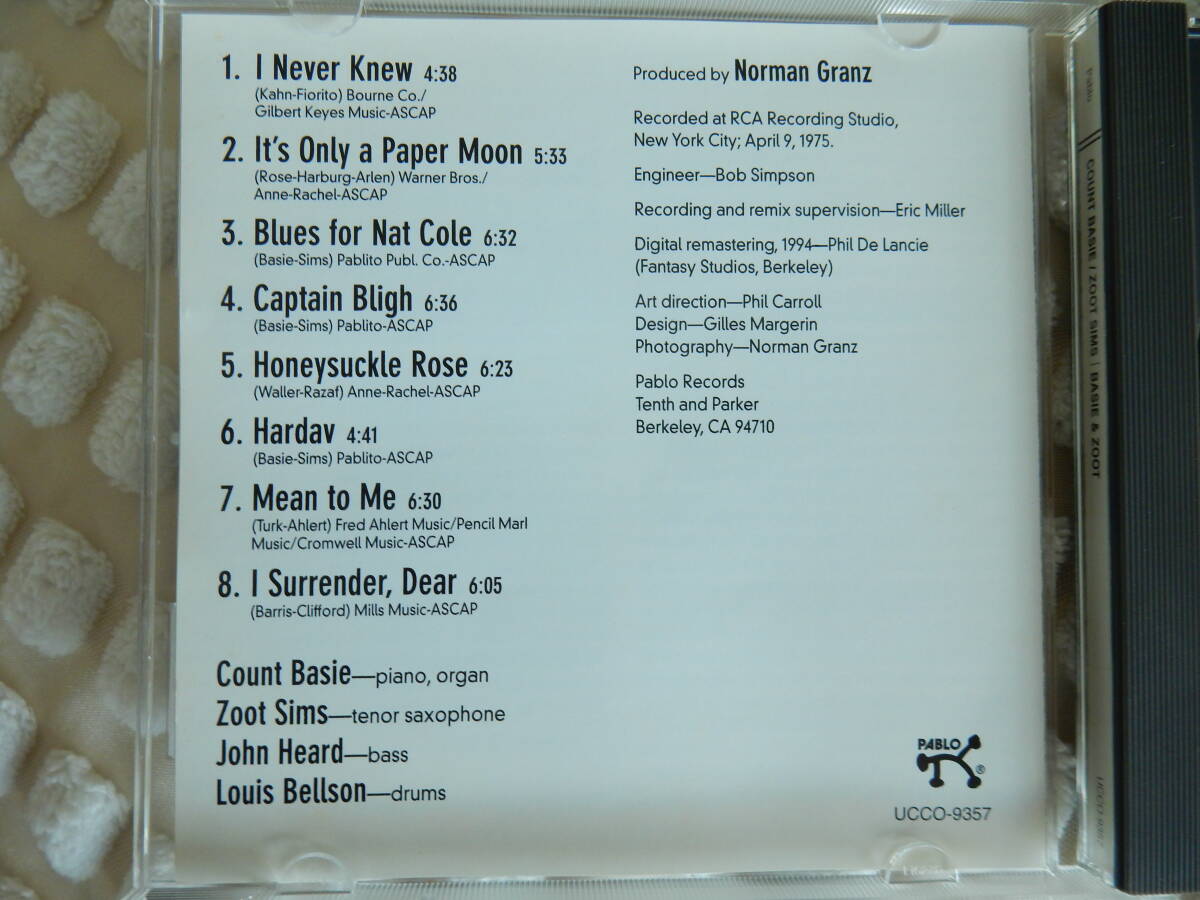 1. I Never Knew 4:38
(Kahn-Fiorito) Bourne Co./
Gilbert Keyes Music-ASCAP
2. It's Only a Paper Moon 5:33
(Rose-Harburg-Arlen) Warner Bros./
Anne-Rachel-ASCAP
3. Blues for Nat Cole 6:32
(Basie-Sims) Pablito Publ. Co.-ASCAP
4. Captain Bligh 6:36
(Basie-Sims) Pablito-ASCAP
5. Honeysuckle Rose 6:23
(Waller-Razaf) Anne-Rachel-ASCAP
6. Hardav 4:41
(Basie-Sims) Pablito-ASCAP
7. Mean to Me 6:30
(Turk-Ahlert) Fred Ahlert Music/Pencil Marl
Music/Cromwell Music-ASCAP
8. I Surrender, Dear 6:05
(Barris-Clifford) Mills Music-ASCAP
Count Basie—piano, organ
Zoot Sims—tenor saxophone
John Heard—bass
Louis Bellson—drums
Produced by Norman Granz
Recorded at RCA Recording Studio,
New York City; April 9, 1975.
Engineer—Bob Simpson
Recording and remix supervision—Eric Miller
Digital remastering, 1994—Phil De Lancie
(Fantasy Studios, Berkeley)
Art direction—Phil Carroll
Design—Gilles Margerin
Photography—Norman Granz
Pablo Records
Tenth and Parker
Berkeley, CA 94710
PABLO
®
UCCO-9357
Pablo
COUNT BASIE / ZOOT SIMS | BASIE & ZOOT
UCCO-9357